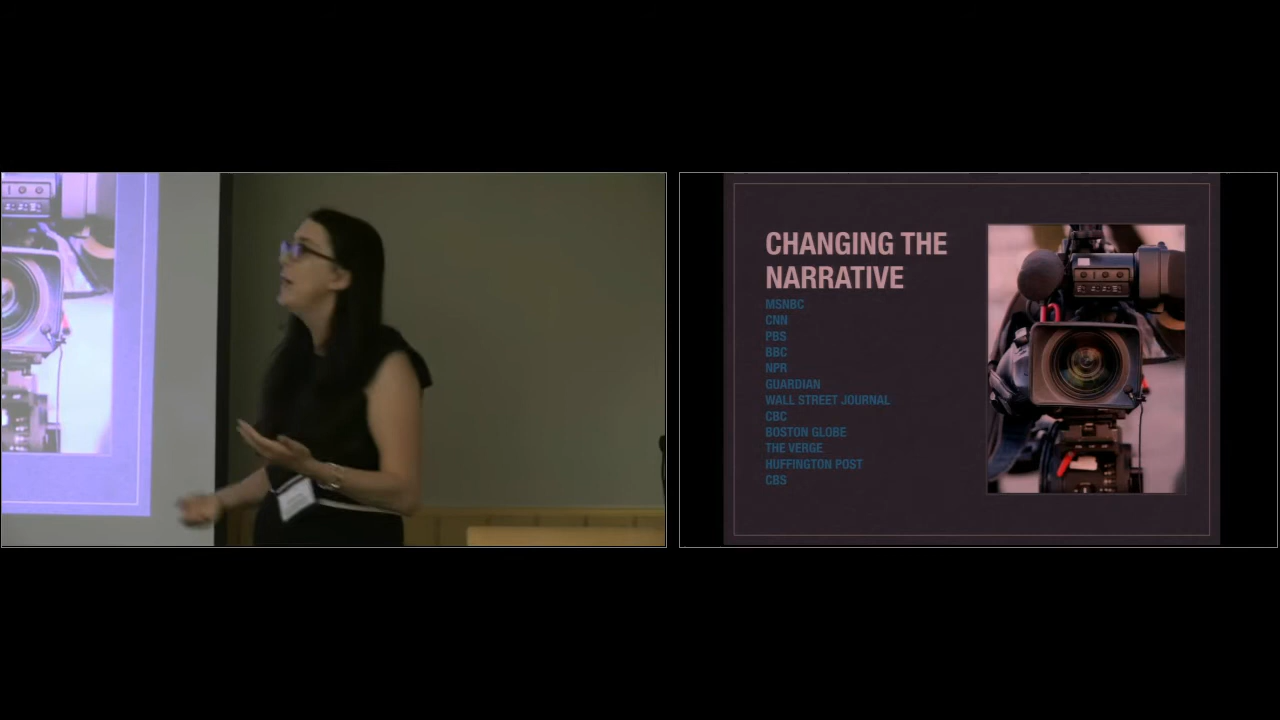 CHANGING THE
NARRATIVE
MSNBC
CNN
PBS
BBC
NPR
GUARDIAN
WALL STREET JOURNAL
CBC
BOSTON GLOBE
THE VERGE
HUFFINGTON POST
CBS